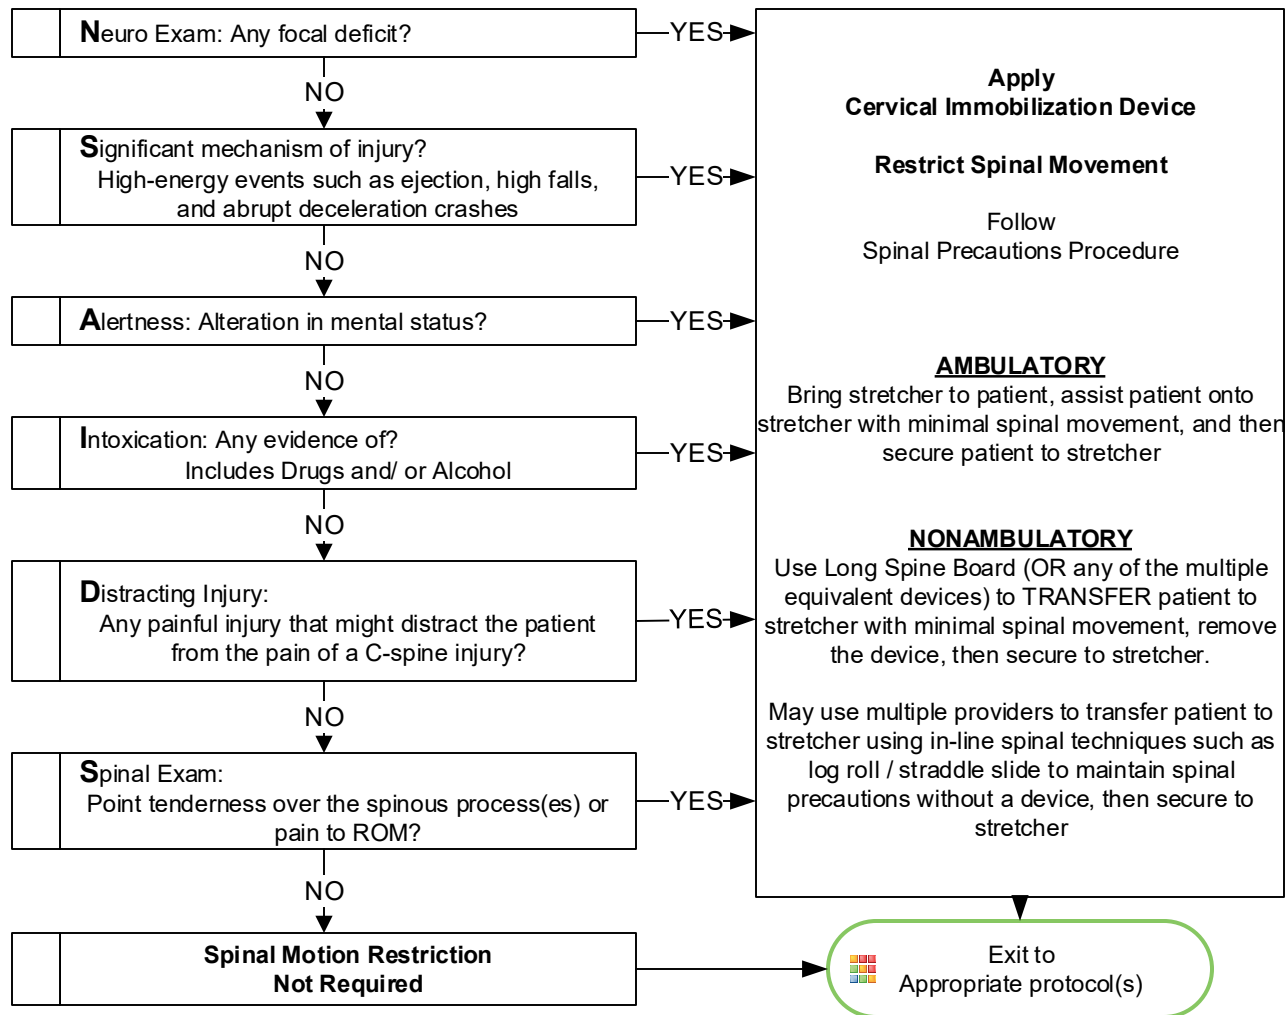 Neuro Exam: Any focal deficit?
YES
NO
Significant mechanism of injury?
High-energy events such as ejection, high falls,
and abrupt deceleration crashes
YES
NO
Alertness: Alteration in mental status?
YES
NO
Intoxication: Any evidence of?
Includes Drugs and/ or Alcohol
YES
NO
Distracting Injury:
Any painful injury that might distract the patient
from the pain of a C-spine injury?
YES
NO
Spinal Exam:
Point tenderness over the spinous process(es) or
pain to ROM?
YES
NO
Spinal Motion Restriction
Not Required
Apply
Cervical Immobilization Device
Restrict Spinal Movement
Follow
Spinal Precautions Procedure
AMBULATORY
Bring stretcher to patient, assist patient onto
stretcher with minimal spinal movement, and then
secure patient to stretcher
NONAMBULATORY
Use Long Spine Board (OR any of the multiple
equivalent devices) to TRANSFER patient to
stretcher with minimal spinal movement, remove
the device, then secure to stretcher.
May use multiple providers to transfer patient to
stretcher using in-line spinal techniques such as
log roll / straddle slide to maintain spinal
precautions without a device, then secure to
stretcher
Exit to
Appropriate protocol(s)